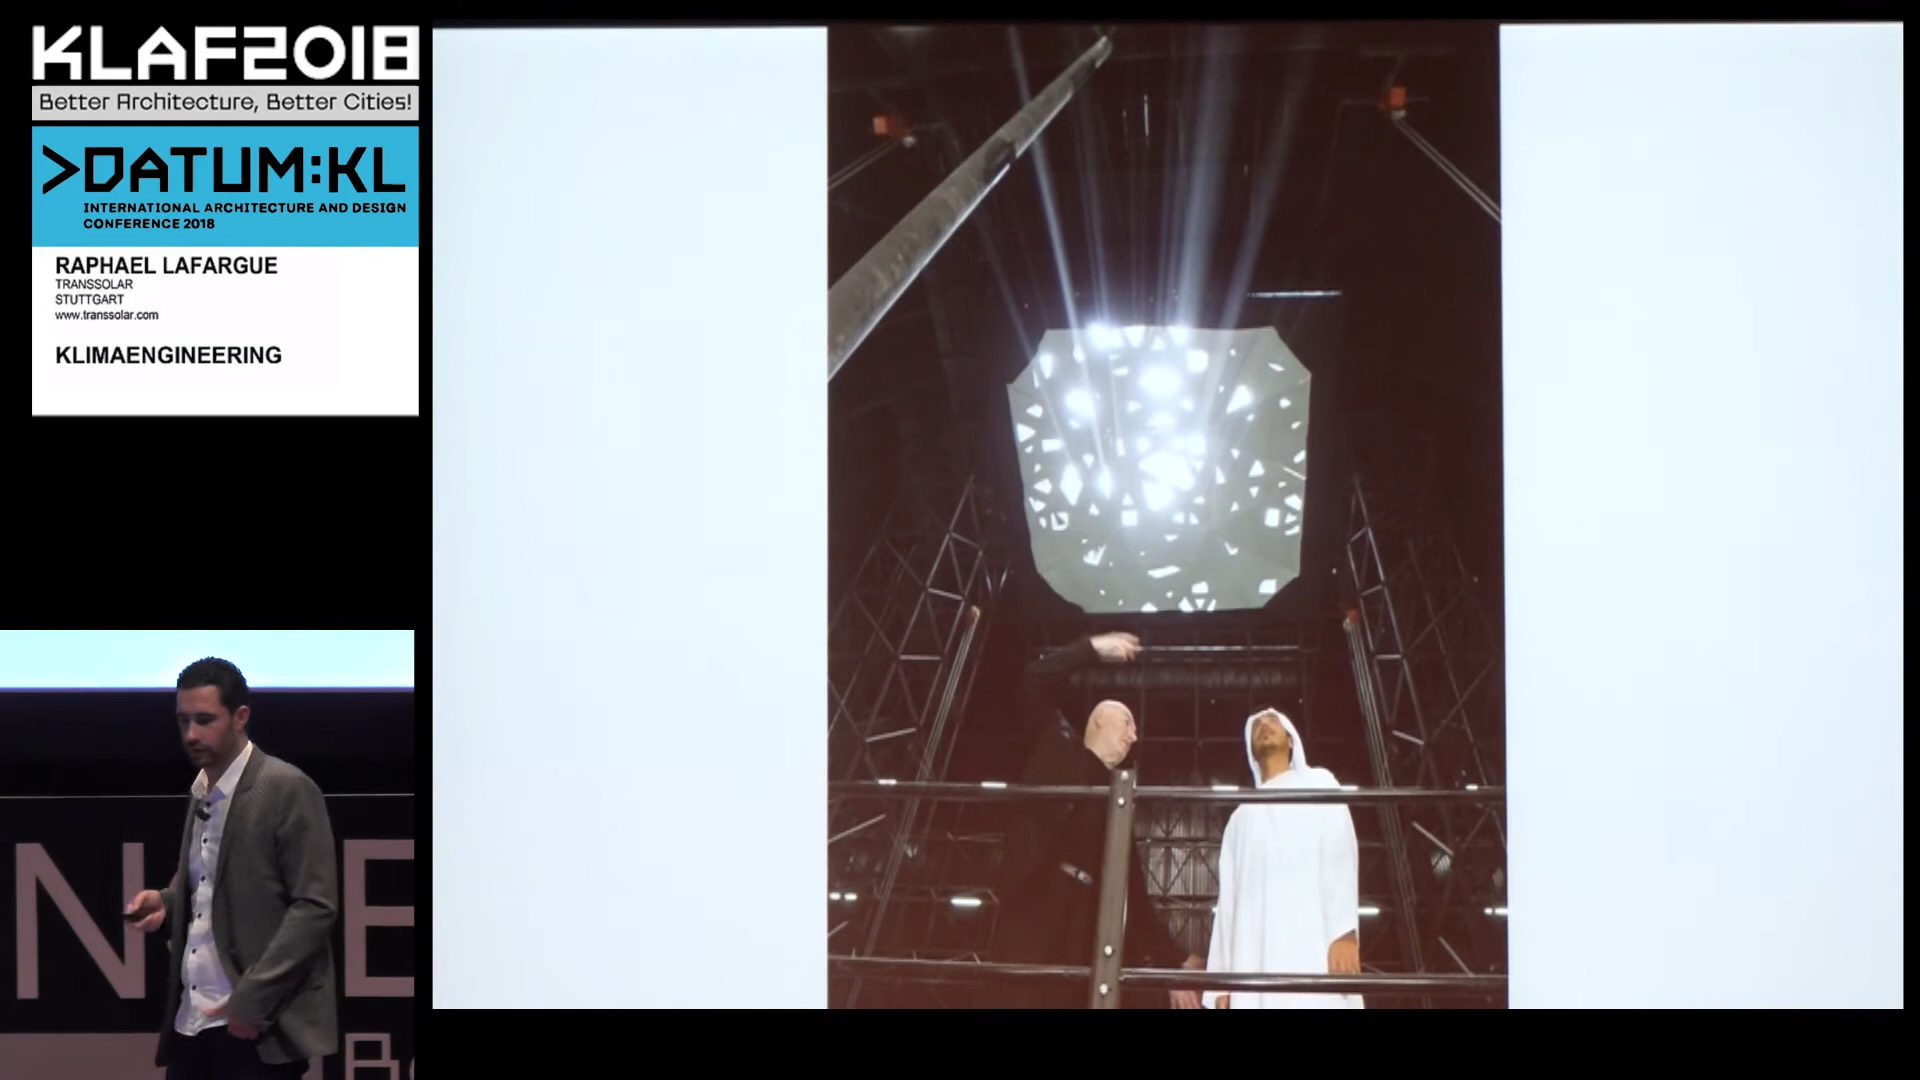 KLAF2018
Better Architecture, Better Cities!
>DATUM:KL
INTERNATIONAL ARCHITECTURE AND DESIGN
CONFERENCE 2018
RAPHAEL LAFARGUE
TRANSSOLAR
STUTTGART
www.transsolar.com
KLIMAENGINEERING
N E